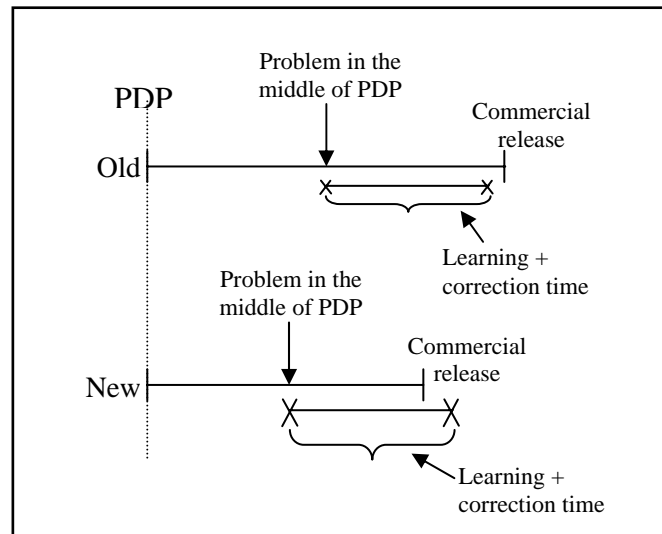 Problem in the
middle of PDP
PDP
Commercial
release
Old
Learning +
correction time
Problem in the
middle of PDP
Commercial
release
New
Learning +
correction time